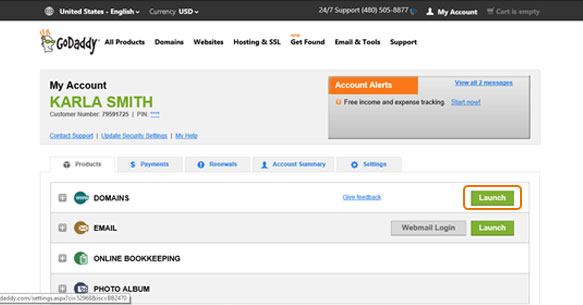 United States - English Currency USD 24/7 Support (480) 505-8877 My Account Cart is empty
GoDaddy All Products Domains Websites Hosting & SSL NEW Get Found Email & Tools Support
My Account
KARLA SMITH
Customer Number: 79591725 | PIN: ****
Contact Support | Update Security Settings | My Help
Account Alerts View all 2 messages
Free income and expense tracking. Start now!
Products Payments Renewals Account Summary Settings
www DOMAINS Give feedback Launch
EMAIL Webmail Login Launch
ONLINE BOOKKEEPING
PHOTO ALBUM
daddy.com/settings.aspx?ci=52966&isc=BB2470